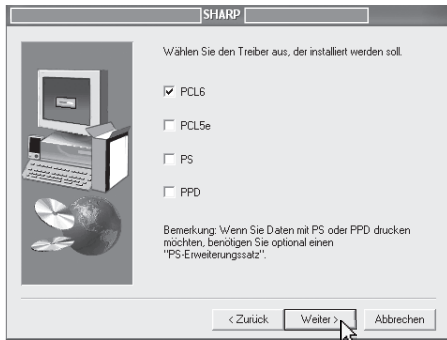 SHARP
Wählen Sie den Treiber aus, der installiert werden soll.
PCL6
PCL5e
PS
PPD
Bemerkung: Wenn Sie Daten mit PS oder PPD drucken
möchten, benötigen Sie optional einen
"PS-Erweiterungssatz".
< Zurück Weiter > Abbrechen